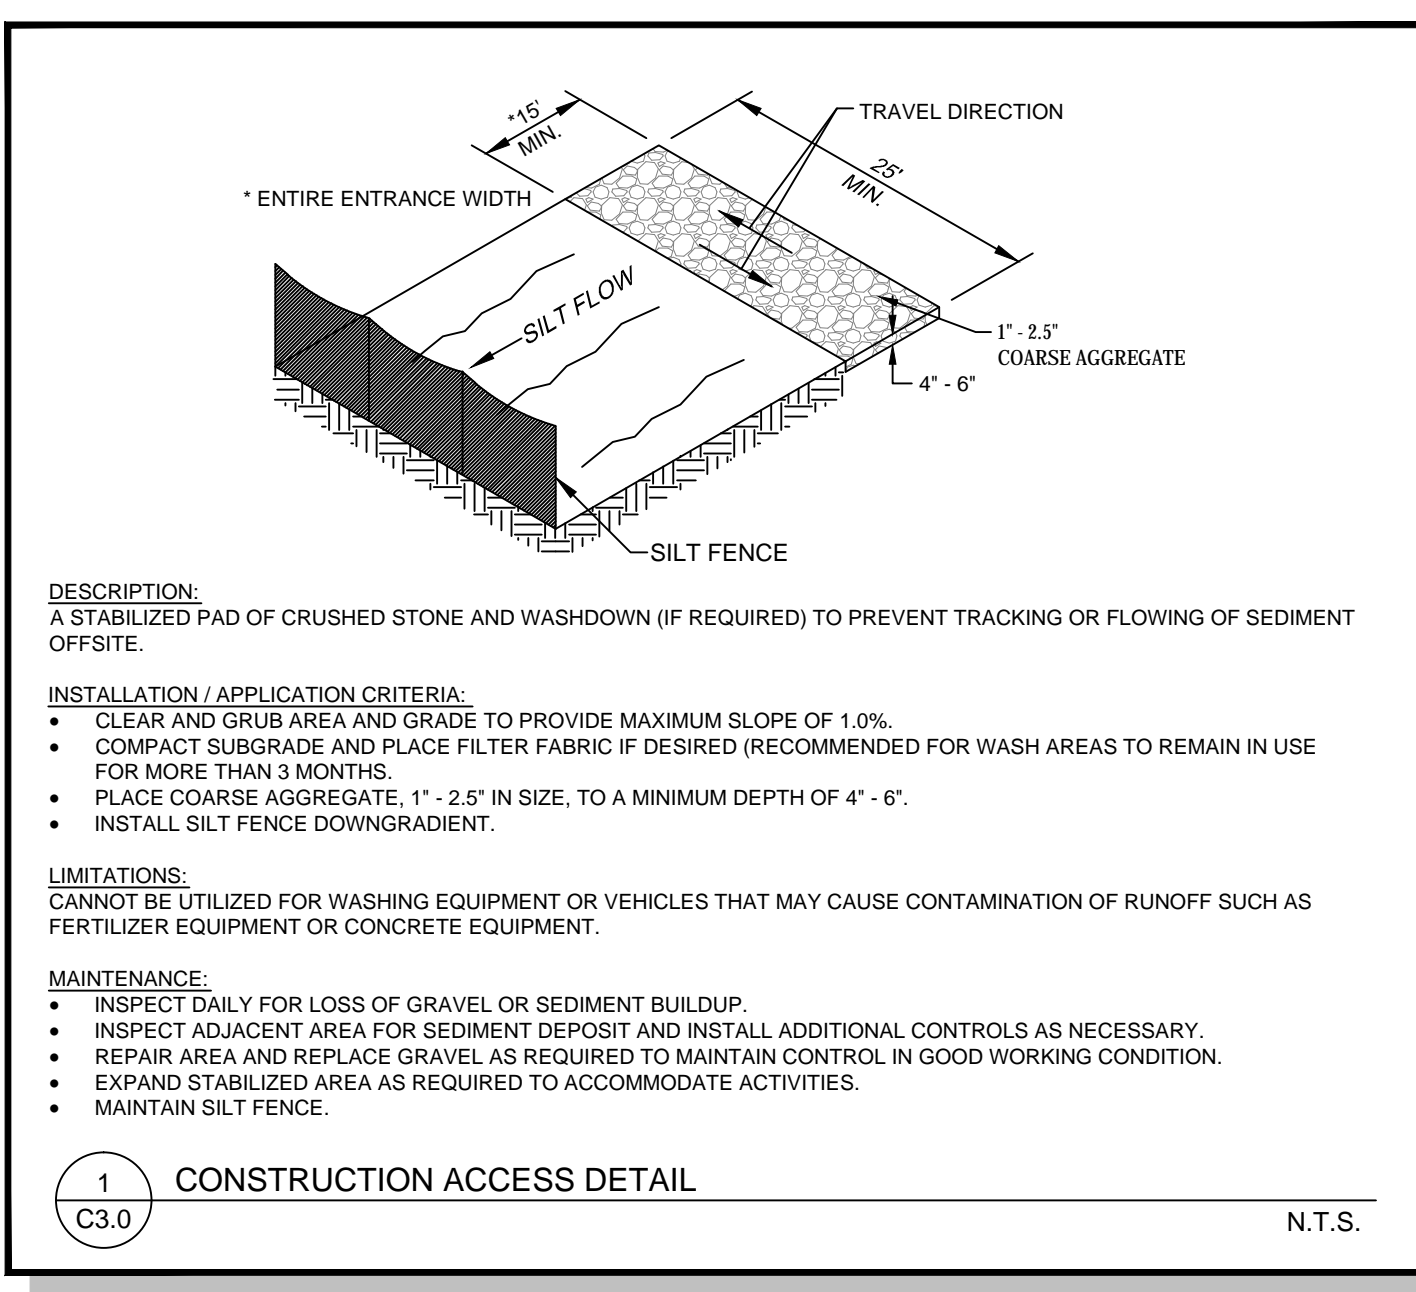 *15'
MIN.
TRAVEL DIRECTION
25'
MIN.
* ENTIRE ENTRANCE WIDTH
SILT FLOW
1" - 2.5"
COARSE AGGREGATE
4" - 6"
SILT FENCE
DESCRIPTION:
A STABILIZED PAD OF CRUSHED STONE AND WASHDOWN (IF REQUIRED) TO PREVENT TRACKING OR FLOWING OF SEDIMENT
OFFSITE.
INSTALLATION / APPLICATION CRITERIA:
• CLEAR AND GRUB AREA AND GRADE TO PROVIDE MAXIMUM SLOPE OF 1.0%.
• COMPACT SUBGRADE AND PLACE FILTER FABRIC IF DESIRED (RECOMMENDED FOR WASH AREAS TO REMAIN IN USE
FOR MORE THAN 3 MONTHS.
• PLACE COARSE AGGREGATE, 1" - 2.5" IN SIZE, TO A MINIMUM DEPTH OF 4" - 6".
• INSTALL SILT FENCE DOWNGRADIENT.
LIMITATIONS:
CANNOT BE UTILIZED FOR WASHING EQUIPMENT OR VEHICLES THAT MAY CAUSE CONTAMINATION OF RUNOFF SUCH AS
FERTILIZER EQUIPMENT OR CONCRETE EQUIPMENT.
MAINTENANCE:
• INSPECT DAILY FOR LOSS OF GRAVEL OR SEDIMENT BUILDUP.
• INSPECT ADJACENT AREA FOR SEDIMENT DEPOSIT AND INSTALL ADDITIONAL CONTROLS AS NECESSARY.
• REPAIR AREA AND REPLACE GRAVEL AS REQUIRED TO MAINTAIN CONTROL IN GOOD WORKING CONDITION.
• EXPAND STABILIZED AREA AS REQUIRED TO ACCOMMODATE ACTIVITIES.
• MAINTAIN SILT FENCE.
1
CONSTRUCTION ACCESS DETAIL
C3.0
N.T.S.